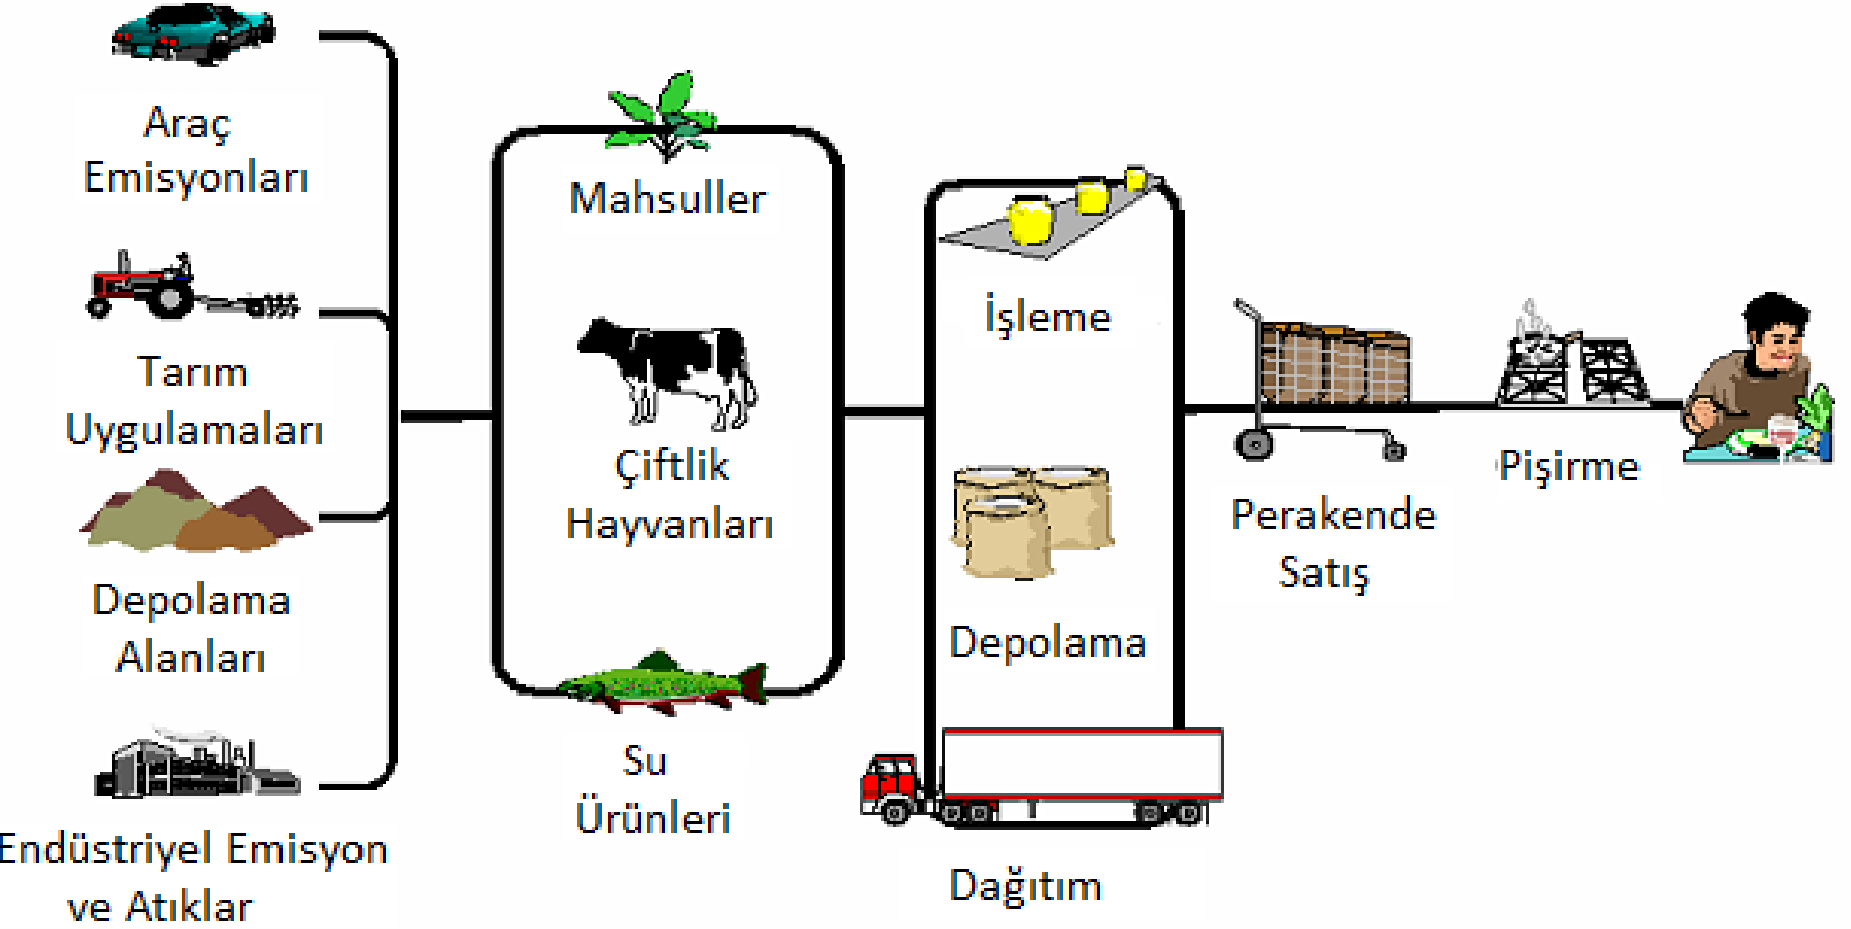 Araç
Emisyonları
Tarım
Uygulamaları
Depolama
Alanları
Endüstriyel Emisyon
ve Atıklar
Mahsuller
Çiftlik
Hayvanları
Su
Ürünleri
İşleme
Depolama
Dağıtım
Perakende
Satış
Pişirme